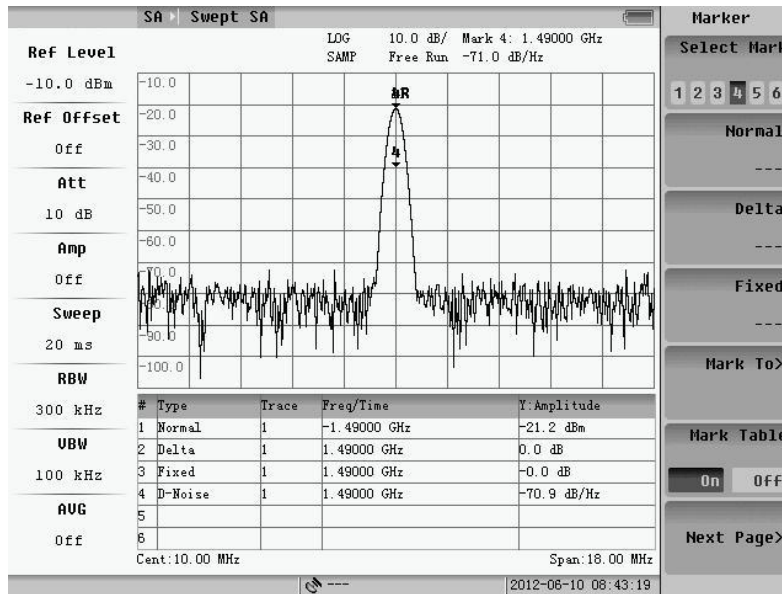 SA Swept SA
Marker
LOG 10.0 dB/ Mark 4: 1.49000 GHz
SAMP Free Run -71.0 dB/Hz
Ref Level
-10.0 dBm
Ref Offset
Off
Att
10 dB
Amp
Off
Sweep
20 ms
RBW
300 kHz
VBW
100 kHz
AVG
Off
-10.0
-20.0
-30.0
-40.0
-50.0
-60.0
-70.0
-90.0
-100.0
4R
4
# Type Trace Freq/Time Y:Amplitude
1 Normal 1 -1.49000 GHz -21.2 dBm
2 Delta 1 1.49000 GHz 0.0 dB
3 Fixed 1 1.49000 GHz -0.0 dB
4 D-Noise 1 1.49000 GHz -70.9 dB/Hz
5
6
Cent:10.00 MHz Span:18.00 MHz
--- 2012-06-10 08:43:19
Select Mark
1 2 3 4 5 6
Normal
---
Delta
---
Fixed
---
Mark To>
Mark Table
On Off
Next Page>